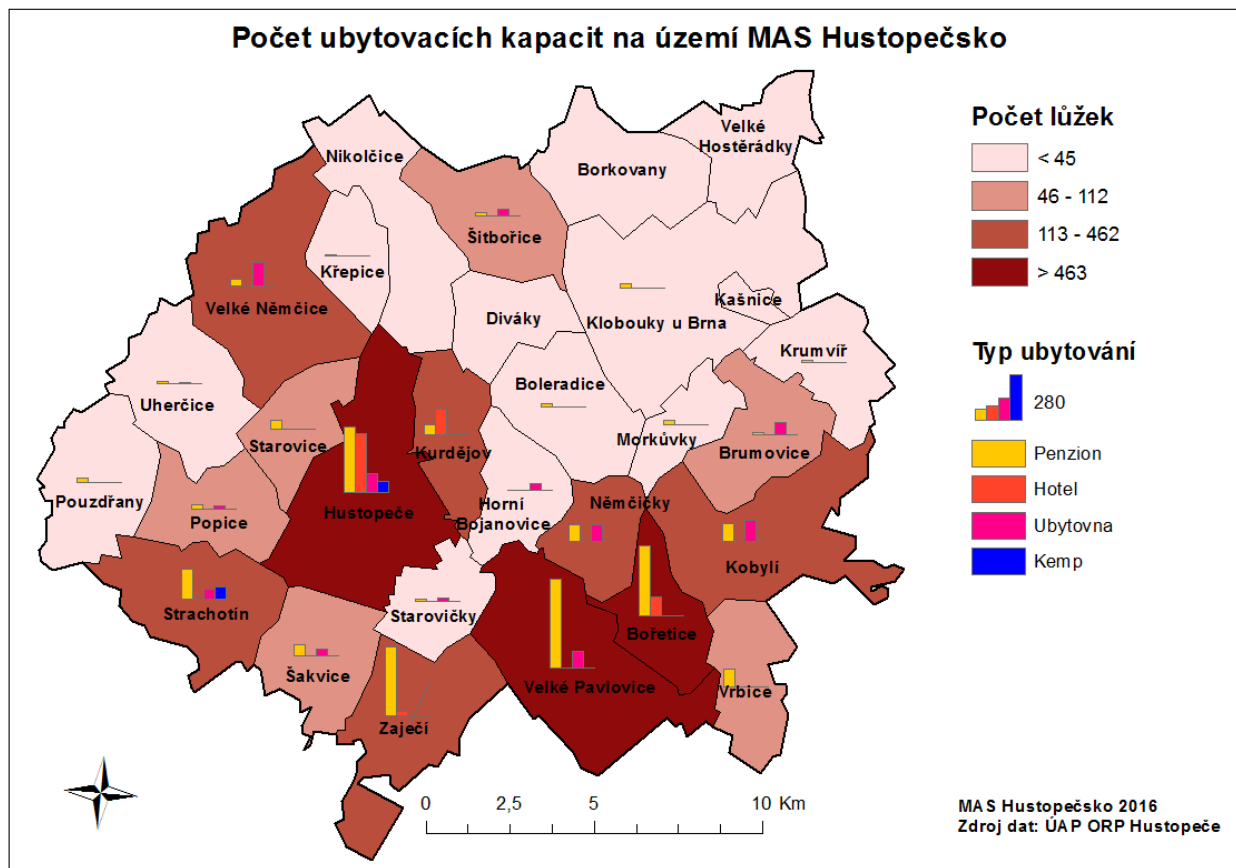 Počet ubytovacích kapacit na území MAS Hustopečsko
Velké
Hostěrádky
Nikolčice
Borkovany
Šitbořice
Křepice
Kašnice
Velké Němčice
Diváky
Klobouky u Brna
Krumvíř
Boleradice
Uherčice
Starovice
Kurdějov
Morkůvky
Brumovice
Pouzdřany
Popice
Hustopeče
Horní
Bojanovice
Němčičky
Kobylí
Strachotín
Starovičky
Bořetice
Šakvice
Velké Pavlovice
Vrbice
Zaječí
Počet lůžek
< 45
46 - 112
113 - 462
> 463
Typ ubytování
280
Penzion
Hotel
Ubytovna
Kemp
0 2,5 5 10 Km
MAS Hustopečsko 2016
Zdroj dat: ÚAP ORP Hustopeče